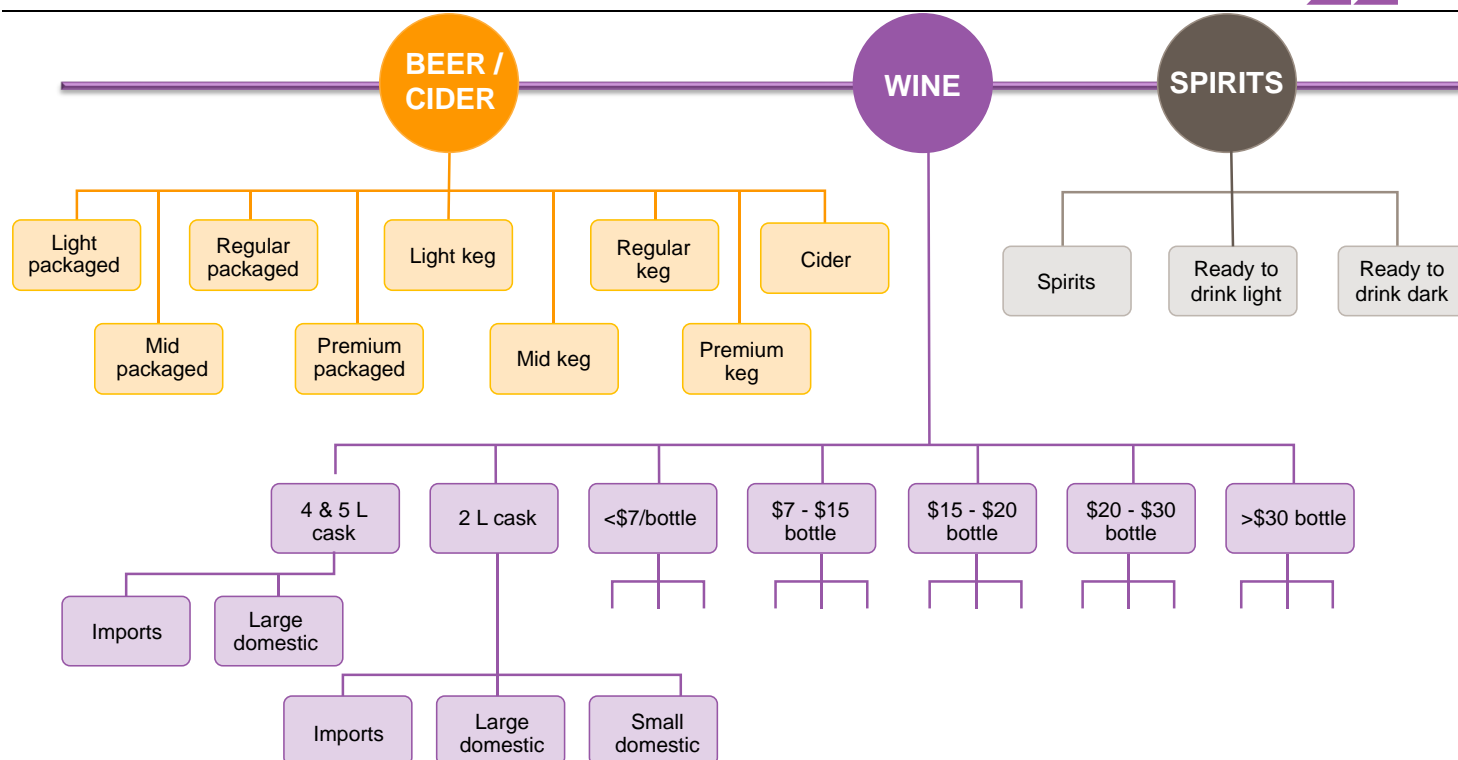 BEER /
CIDER
WINE
SPIRITS
Light
packaged
Regular
packaged
Light keg
Regular
keg
Cider
Spirits
Ready to
drink light
Ready to
drink dark
Mid
packaged
Premium
packaged
Mid keg
Premium
keg
4 & 5 L
cask
2 L cask
<$7/bottle
$7 - $15
bottle
$15 - $20
bottle
$20 - $30
bottle
>$30 bottle
Imports
Large
domestic
Imports
Large
domestic
Small
domestic